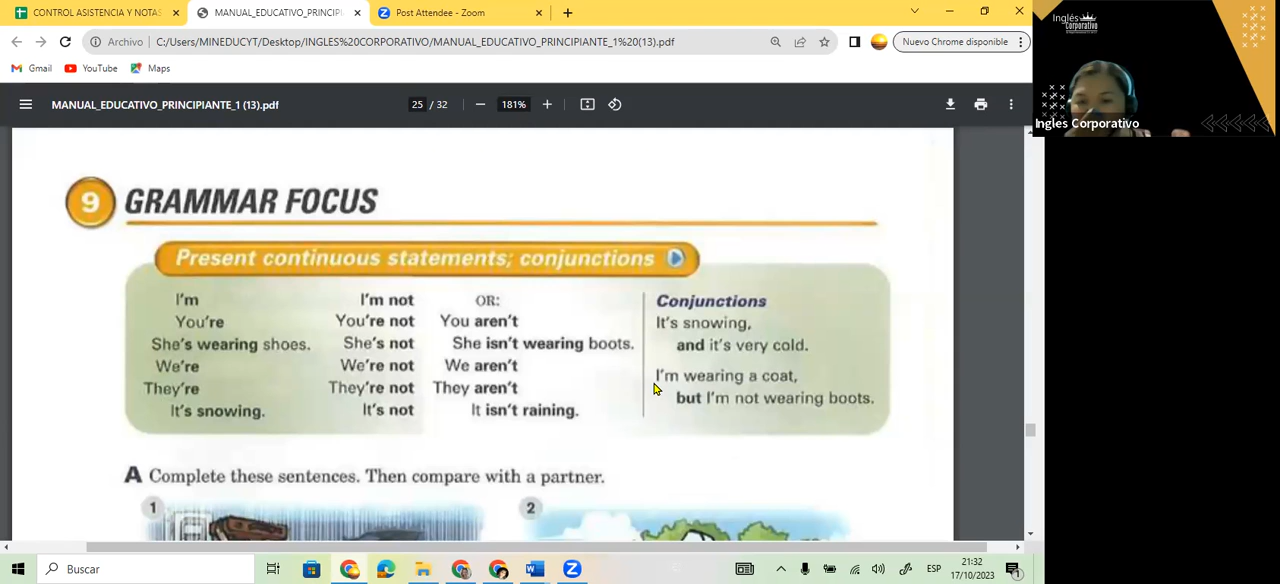 CONTROL ASISTENCIA Y NOTAS
MANUAL_EDUCATIVO_PRINCIPI
Post Attendee - Zoom
Archivo
C:/Users/MINEDUCYT/Desktop/INGLES%20CORPORATIVO/MANUAL_EDUCATIVO_PRINCIPIANTE_1%20(13).pdf
Nuevo Chrome disponible
Gmail
YouTube
Maps
MANUAL_EDUCATIVO_PRINCIPIANTE_1 (13).pdf
25 / 32
181%
Inglés
Corporativo
Ingles Corporativo
9 GRAMMAR FOCUS
Present continuous statements; conjunctions
I'm I'm not OR:
You're You're not You aren't
She's wearing shoes. She's not She isn't wearing boots.
We're We're not We aren't
They're They're not They aren't
It's snowing. It's not It isn't raining.
Conjunctions
It's snowing,
and it's very cold.
I'm wearing a coat,
but I'm not wearing boots.
A Complete these sentences. Then compare with a partner.
1 2
Buscar
ESP
21:32
17/10/2023
1